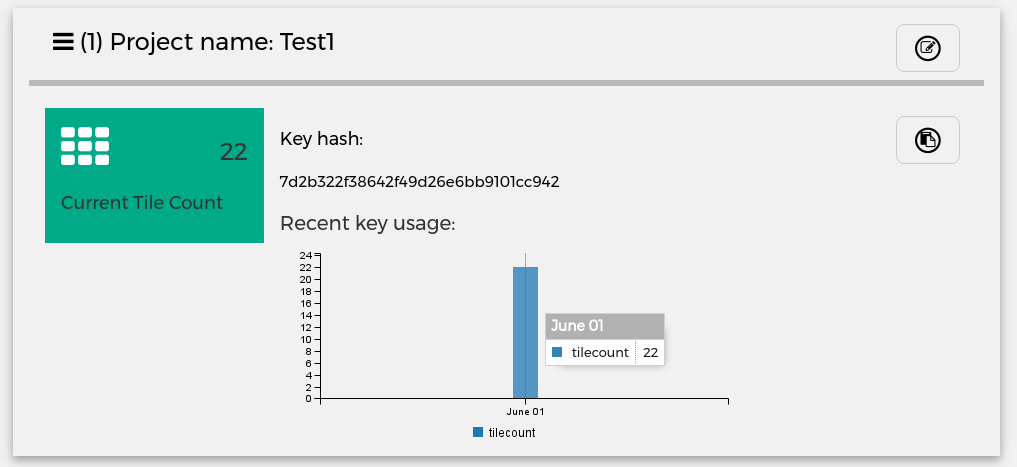 (1) Project name: Test1
22
Current Tile Count
Key hash:
7d2b322f38642f49d26e6bb9101cc942
Recent key usage:
24
22
20
18
16
14
12
10
8
6
4
2
0
June 01
tilecount 22
June 01
tilecount